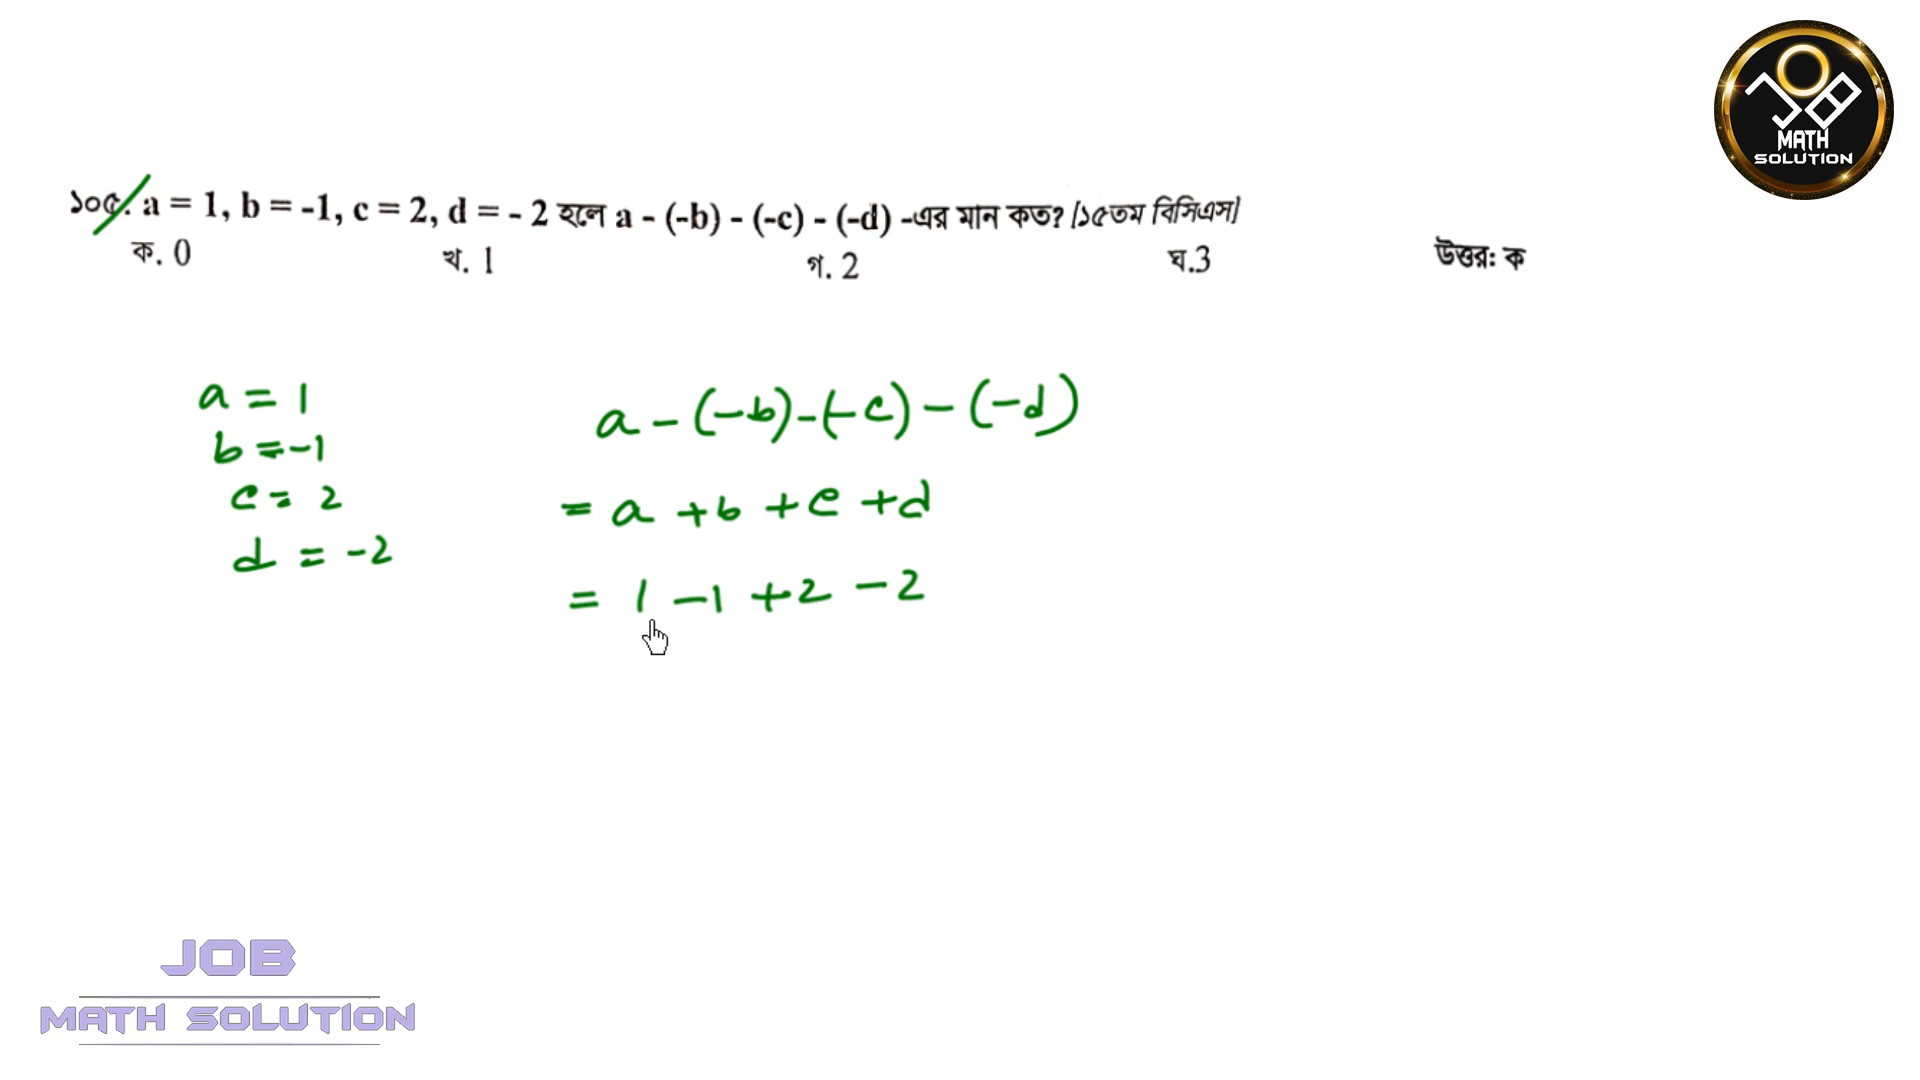 JOB
MATH
SOLUTION
১০৫. a = 1, b = -1, c = 2, d = - 2 হলে a - (-b) - (-c) - (-d) -এর মান কত? [১৫তম বিসিএস]
ক. 0 খ. 1 গ. 2 ঘ.3 উত্তর: ক
a = 1
b = -1
c = 2
d = -2
a - (-b) - (-c) - (-d)
= a + b + c + d
= 1 - 1 + 2 - 2
JOB
MATH SOLUTION